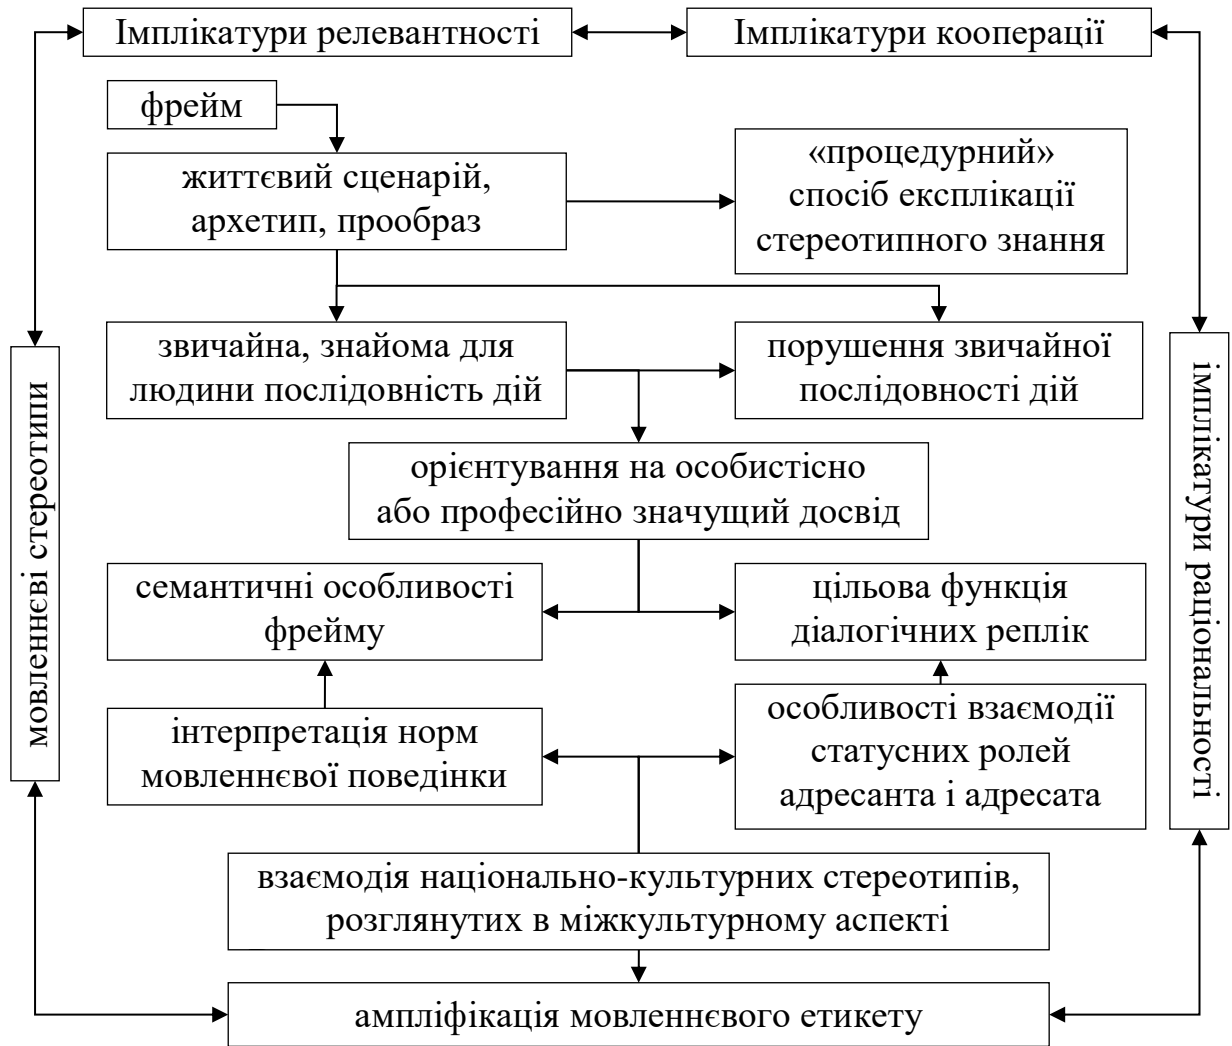 Імплікатури релевантності
Імплікатури кооперації
фрейм
життєвий сценарій,
архетип, прообраз
«процедурний»
спосіб експлікації
стереотипного знання
звичайна, знайома для
людини послідовність дій
порушення звичайної
послідовності дій
мовленнєві стереотипи
імплікатури раціональності
орієнтування на особистісно
або професійно значущий досвід
семантичні особливості
фрейму
цільова функція
діалогічних реплік
інтерпретація норм
мовленнєвої поведінки
особливості взаємодії
статусних ролей
адресанта і адресата
взаємодія національно-культурних стереотипів,
розглянутих в міжкультурному аспекті
ампліфікація мовленнєвого етикету